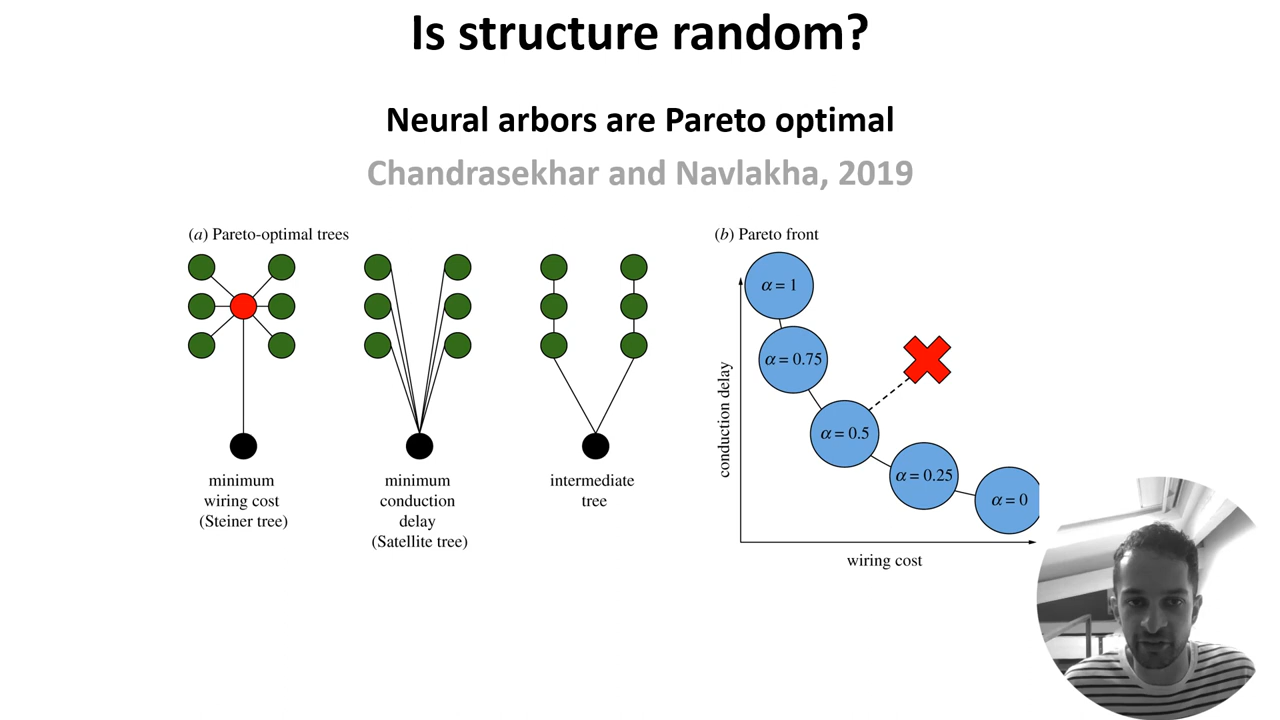 Is structure random?
Neural arbors are Pareto optimal
Chandrasekhar and Navlakha, 2019
(a) Pareto-optimal trees
minimum
wiring cost
(Steiner tree)
minimum
conduction
delay
(Satellite tree)
intermediate
tree
(b) Pareto front
conduction delay
α = 1
α = 0.75
α = 0.5
α = 0.25
α = 0
wiring cost